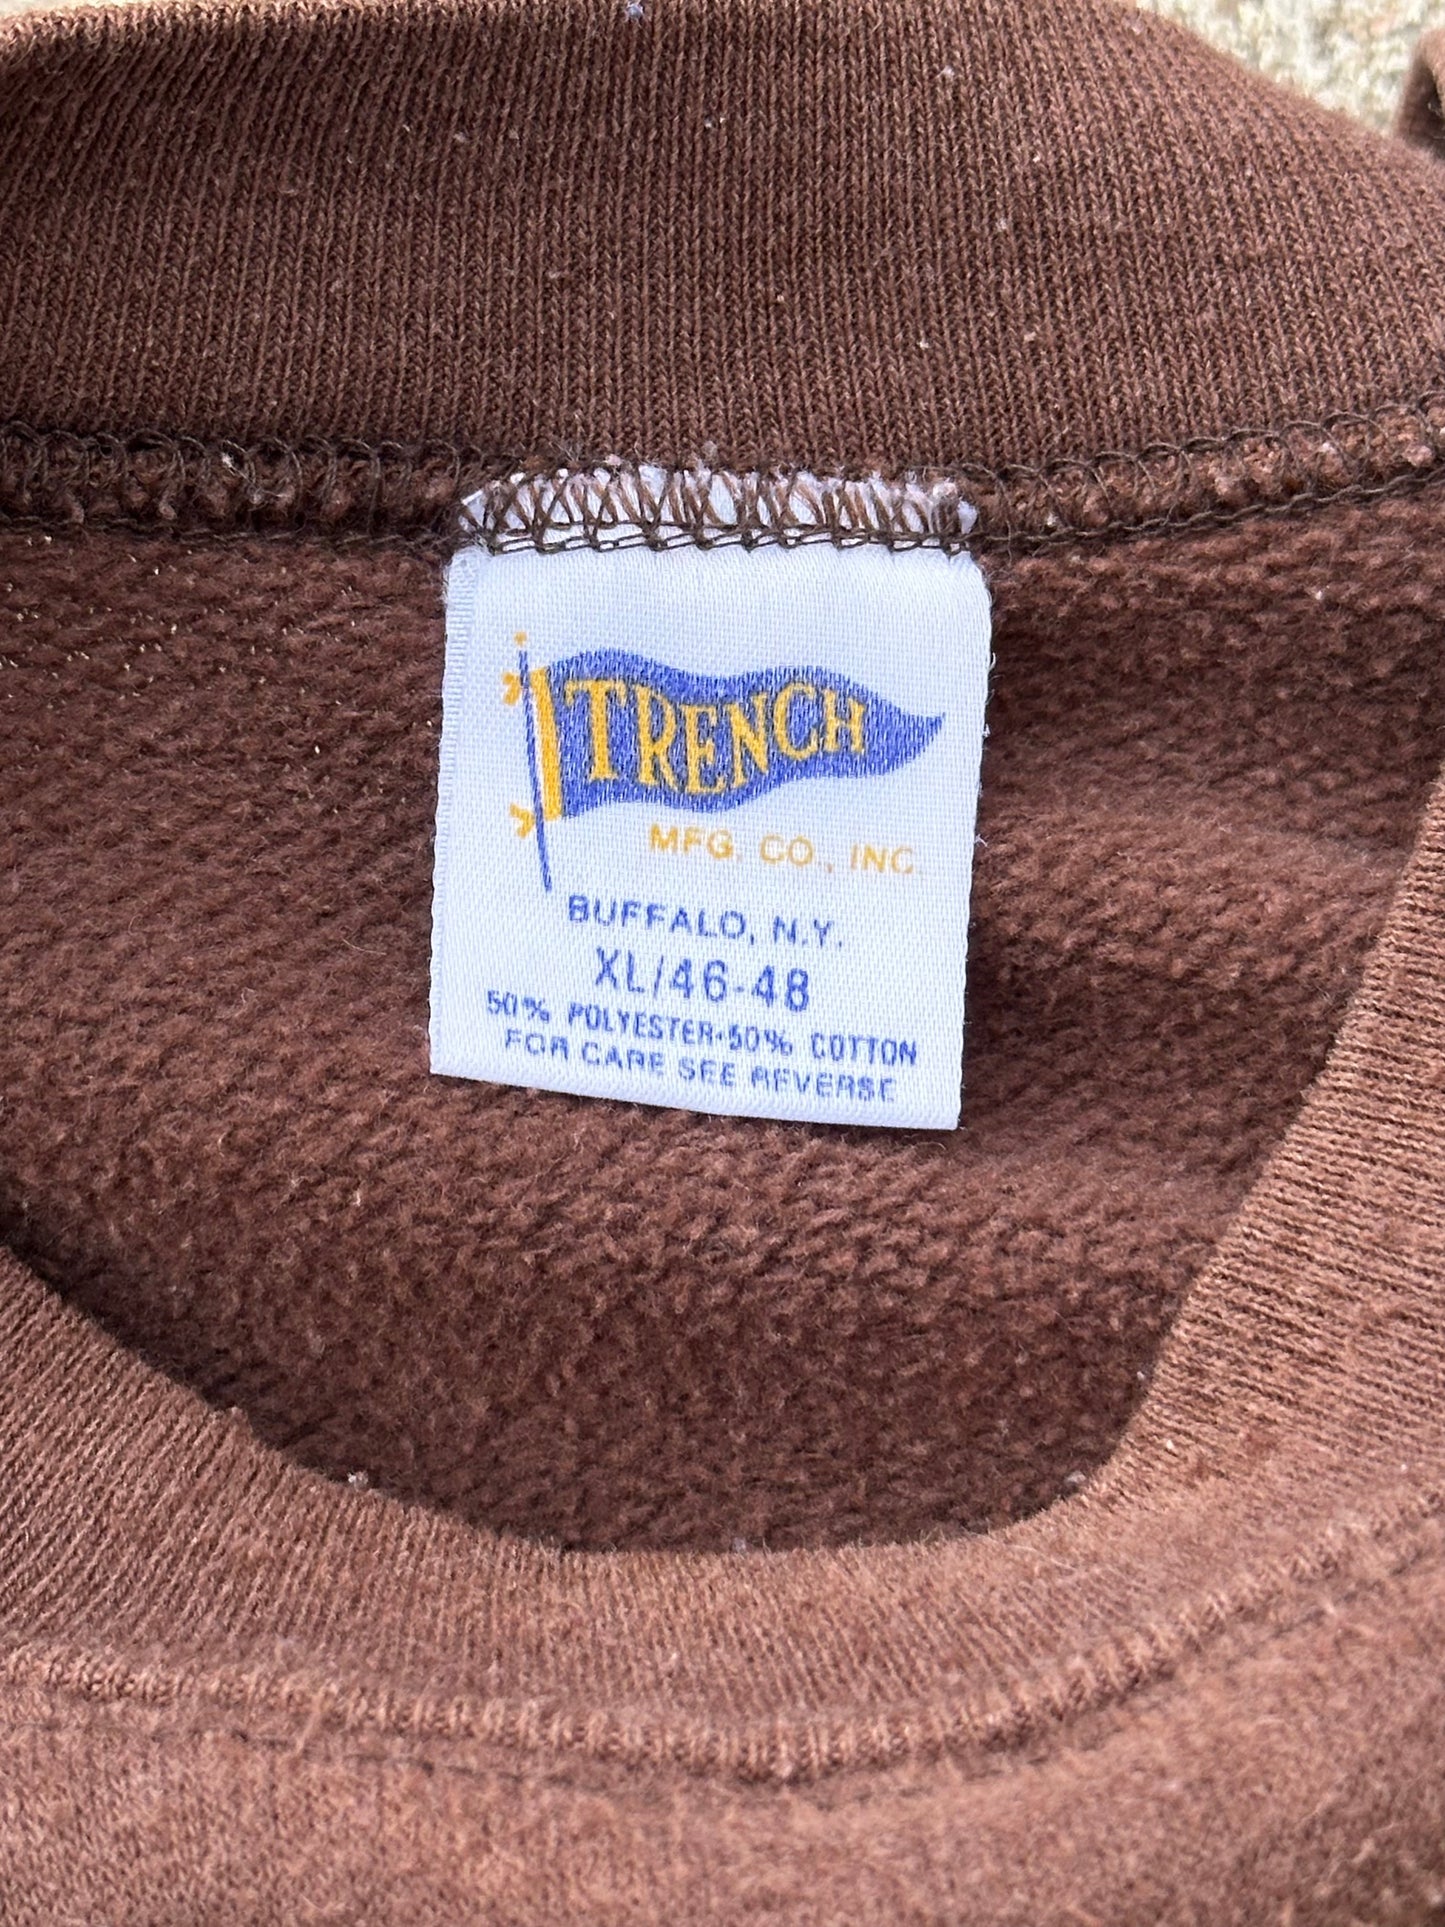 TRENCH
MFG. CO., INC.
BUFFALO, N.Y.
XL/46-48
50% POLYESTER·50% COTTON
FOR CARE SEE REVERSE